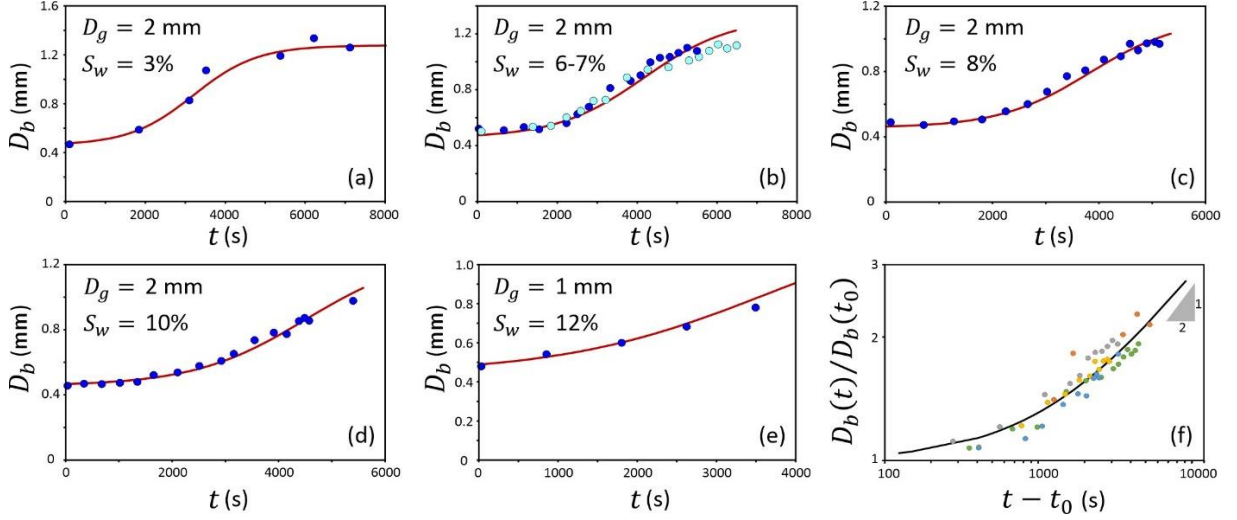 D_b (mm)
1.6
1.2
0.8
0.4
0
D_g = 2 mm
S_w = 3%
(a)
0 2000 4000 6000 8000
t (s)
D_b (mm)
1.2
0.8
0.4
0
D_g = 2 mm
S_w = 6-7%
(b)
0 2000 4000 6000 8000
t (s)
D_b (mm)
1.2
0.8
0.4
0
D_g = 2 mm
S_w = 8%
(c)
0 2000 4000 6000
t (s)
D_b (mm)
1.2
0.8
0.4
0
D_g = 2 mm
S_w = 10%
(d)
0 2000 4000 6000
t (s)
D_b (mm)
1.0
0.8
0.6
0.4
0.2
0
D_g = 1 mm
S_w = 12%
(e)
0 1000 2000 3000 4000
t (s)
D_b(t)/D_b(t_0)
3
2
1
1
2
(f)
100 1000 10000
t − t_0 (s)